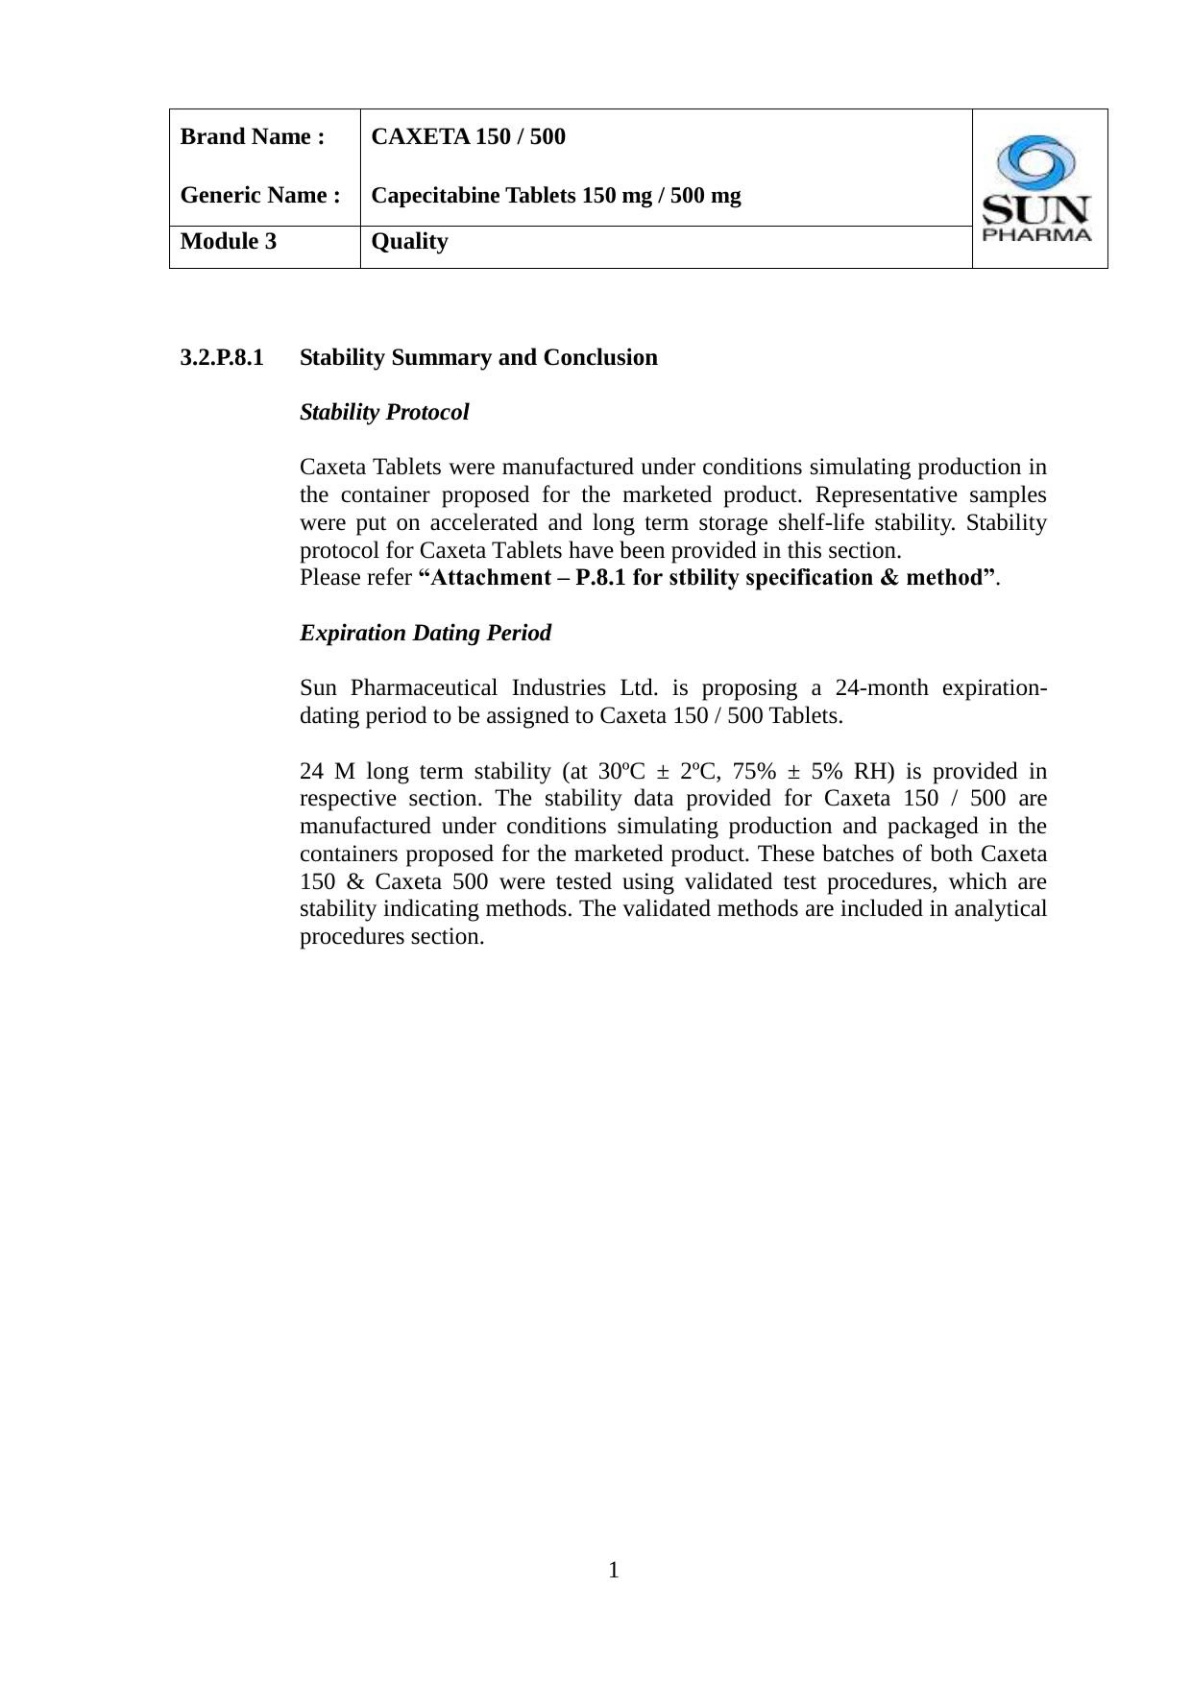 Brand Name : CAXETA 150 / 500
Generic Name : Capecitabine Tablets 150 mg / 500 mg
Module 3 Quality
SUN
PHARMA
3.2.P.8.1 Stability Summary and Conclusion
Stability Protocol
Caxeta Tablets were manufactured under conditions simulating production in
the container proposed for the marketed product. Representative samples
were put on accelerated and long term storage shelf-life stability. Stability
protocol for Caxeta Tablets have been provided in this section.
Please refer “Attachment – P.8.1 for stbility specification & method”.
Expiration Dating Period
Sun Pharmaceutical Industries Ltd. is proposing a 24-month expiration-
dating period to be assigned to Caxeta 150 / 500 Tablets.
24 M long term stability (at 30ºC ± 2ºC, 75% ± 5% RH) is provided in
respective section. The stability data provided for Caxeta 150 / 500 are
manufactured under conditions simulating production and packaged in the
containers proposed for the marketed product. These batches of both Caxeta
150 & Caxeta 500 were tested using validated test procedures, which are
stability indicating methods. The validated methods are included in analytical
procedures section.
1